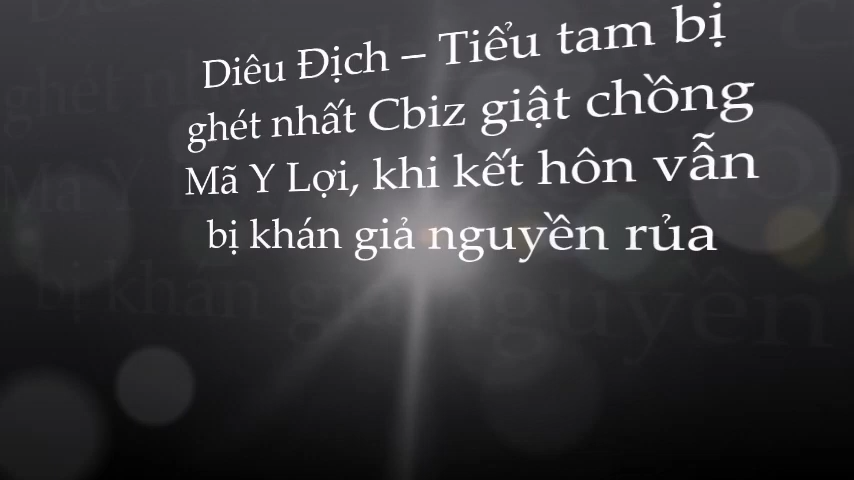 Diêu Địch – Tiểu tam bị
ghét nhất Cbiz giật chồng
Mã Y Lợi, khi kết hôn vẫn
bị khán giả nguyền rủa